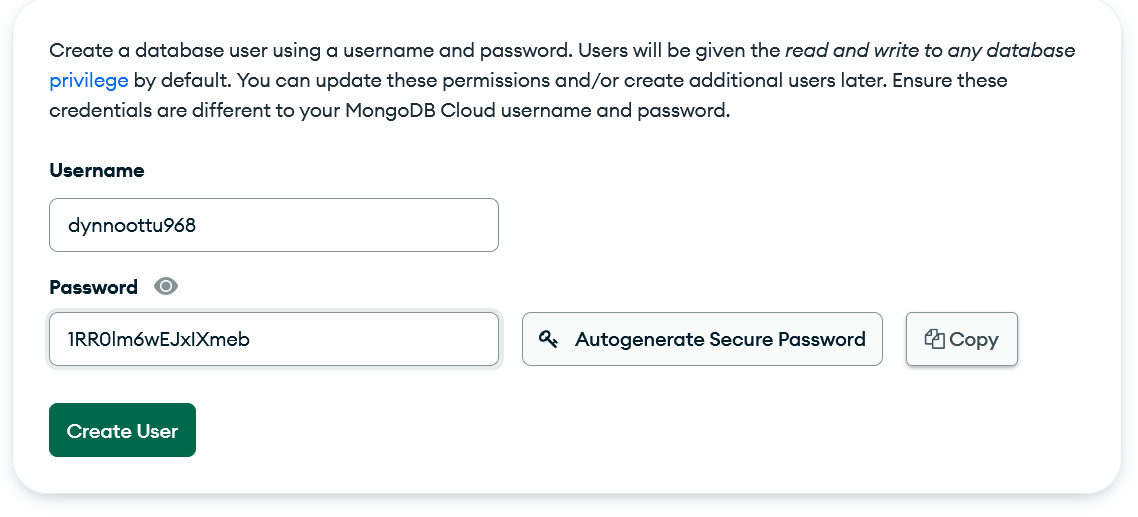 Create a database user using a username and password. Users will be given the read and write to any database
privilege by default. You can update these permissions and/or create additional users later. Ensure these
credentials are different to your MongoDB Cloud username and password.
Username
dynnoottu968
Password
1RR0lm6wEJxIXmeb
Autogenerate Secure Password
Copy
Create User